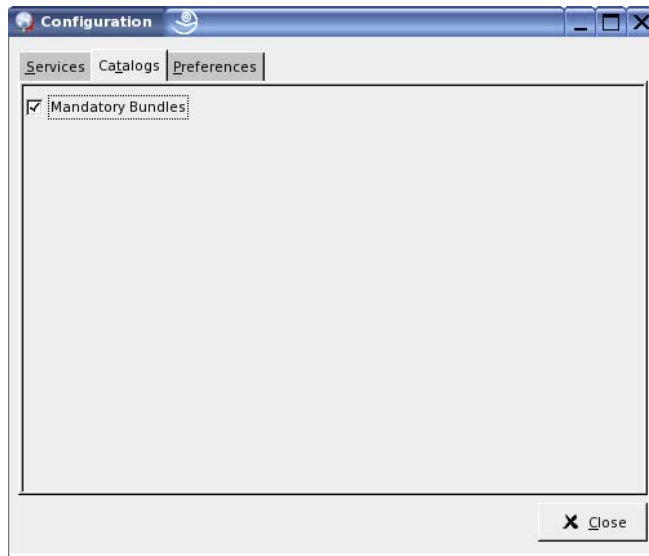 Configuration
Services Catalogs Preferences
Mandatory Bundles
Close